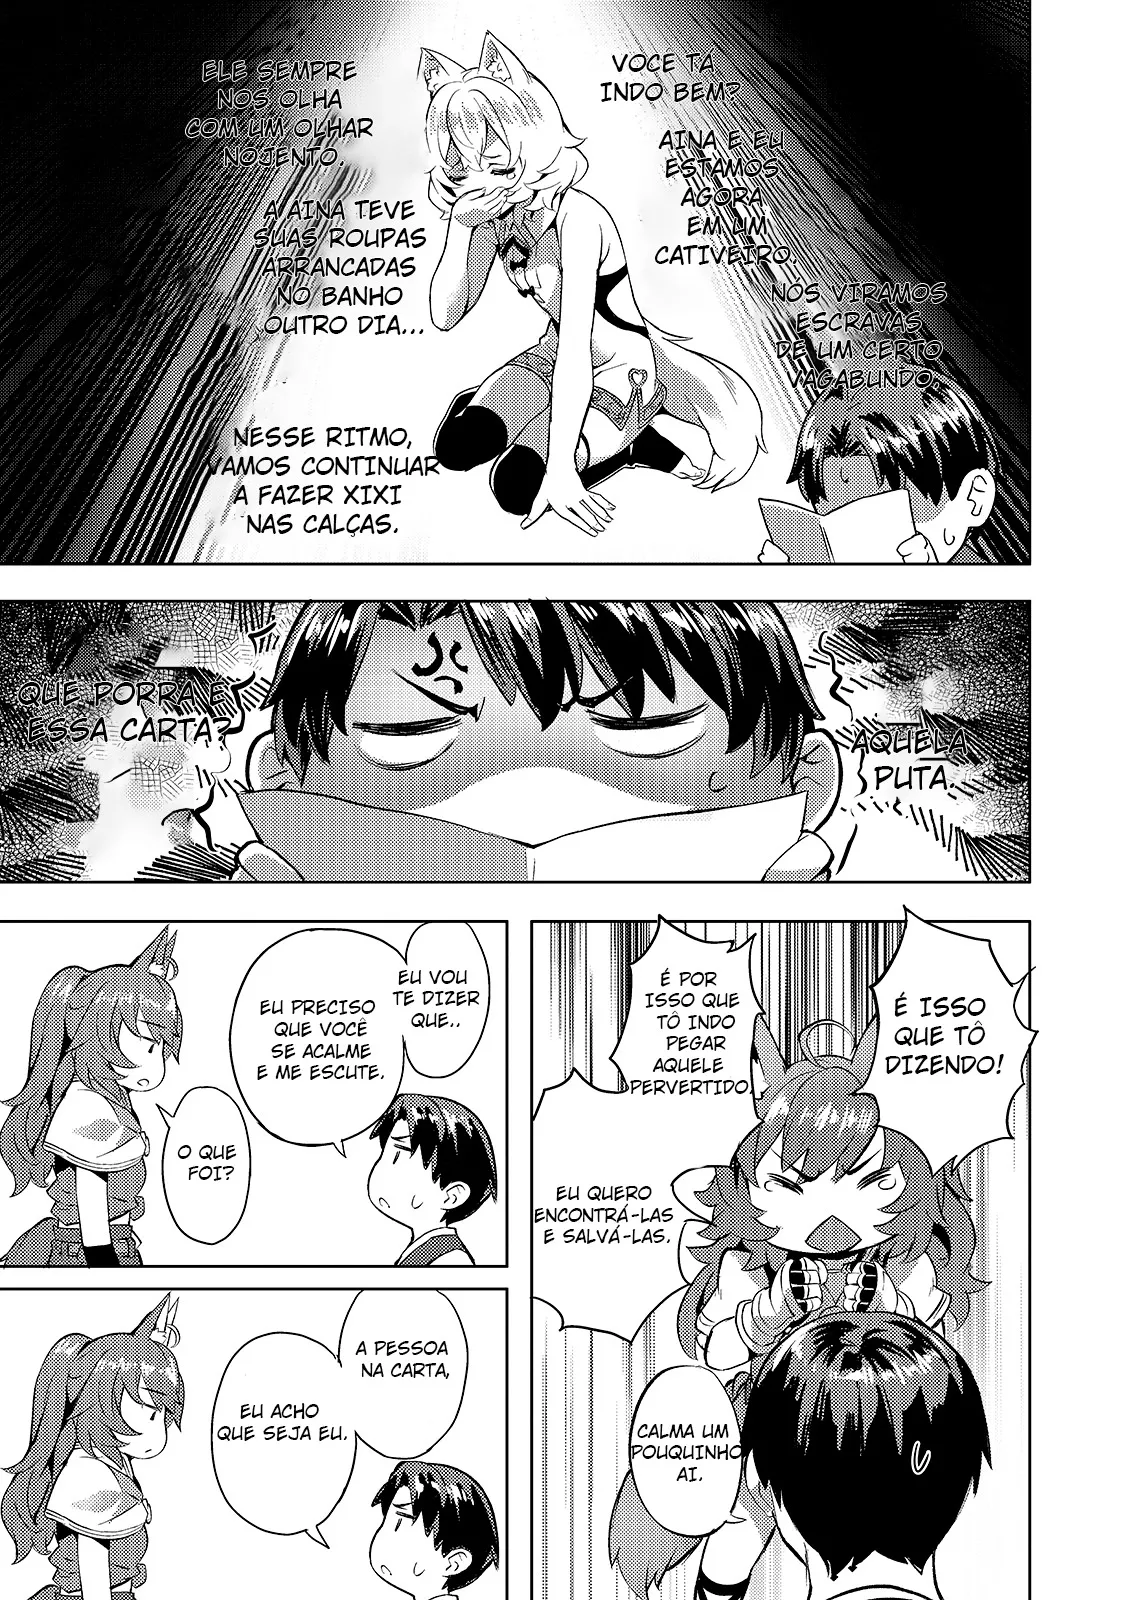 VOCE TÁ
INDO BEM?
AINA E EU
ESTAMOS
AGORA
EM UM
CATIVEIRO.
NÓS VIRAMOS
ESCRAVAS
DE UM CERTO
VAGABUNDO.
ELE SEMPRE
NOS OLHA
COM UM OLHAR
NOJENTO.
A AINA TEVE
SUAS ROUPAS
ARRANCADAS
NO BANHO
OUTRO DIA...
NESSE RITMO,
VAMOS CONTINUAR
A FAZER XIXI
NAS CALÇAS.
QUE PORRA E
ESSA CARTA?
AQUELA
PUTA.
É ISSO
QUE TÔ
DIZENDO!
É POR
ISSO QUE
TÔ INDO
PEGAR
AQUELE
PERVERTIDO.
EU QUERO
ENCONTRÁ-LAS
E SALVÁ-LAS.
CALMA UM
POUQUINHO
AI.
EU VOU
TE DIZER
QUE..
EU PRECISO
QUE VOCÊ
SE ACALME
E ME ESCUTE.
O QUE
FOI?
A PESSOA
NA CARTA,
EU ACHO
QUE SEJA EU.